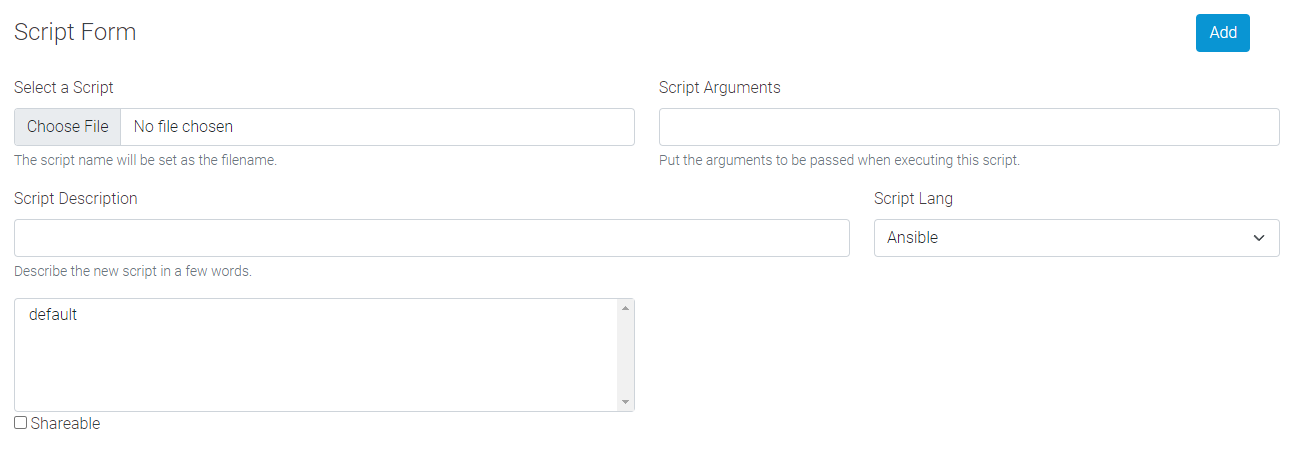 Script Form
Add
Select a Script
Script Arguments
Choose File No file chosen
The script name will be set as the filename.
Put the arguments to be passed when executing this script.
Script Description
Script Lang
Ansible
Describe the new script in a few words.
default
Shareable